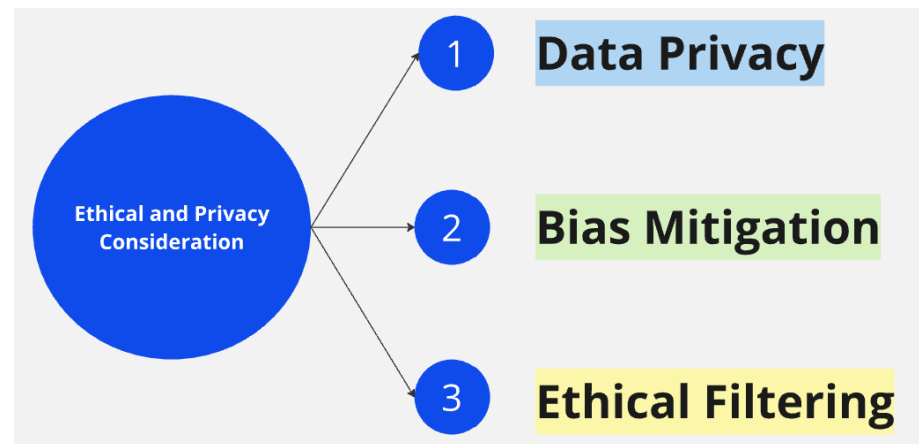 Ethical and Privacy
Consideration
1
Data Privacy
2
Bias Mitigation
3
Ethical Filtering